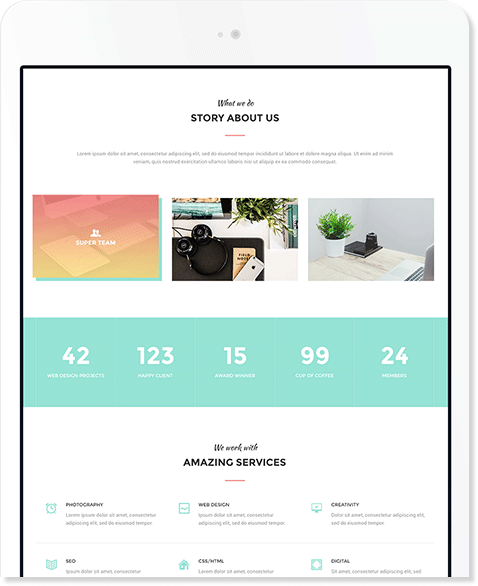 What we do
STORY ABOUT US
Lorem ipsum dolor sit amet, consectetur adipiscing elit, sed do eiusmod tempor incididunt ut labore et dolore magna aliqua. Ut enim ad minim
veniam, quis nostrud exercitation ullamco laboris nisi ut aliquip ex ea commodo consequat.
SUPER TEAM
FIELD NOTES
42
WEB DESIGN PROJECTS
123
HAPPY CLIENT
15
AWARD WINNER
99
CUP OF COFFEE
24
MEMBERS
We work with
AMAZING SERVICES
PHOTOGRAPHY
Lorem ipsum dolor sit amet, consectetur
adipiscing elit, sed do eiusmod tempor.
WEB DESIGN
Lorem ipsum dolor sit amet, consectetur
adipiscing elit, sed do eiusmod tempor.
CREATIVITY
Dolor sit amet, consectetur adipiscing
elit, sed do eiusmod tempor.
SEO
Lorem ipsum dolor sit amet, consectetur
CSS/HTML
Lorem ipsum dolor sit amet, consectetur
DIGITAL
Lorem ipsum dolor sit amet, consectetur